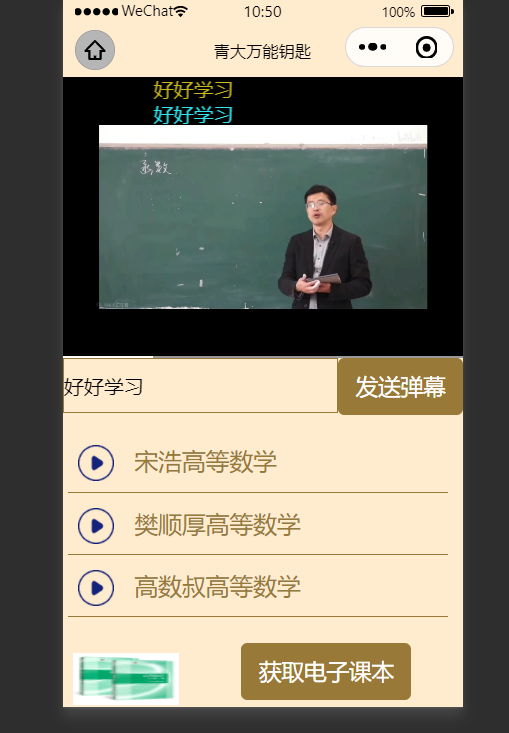 WeChat
10:50
100%
青大万能钥匙
好好学习
好好学习
函数
好好学习
发送弹幕
宋浩高等数学
樊顺厚高等数学
高数叔高等数学
获取电子课本